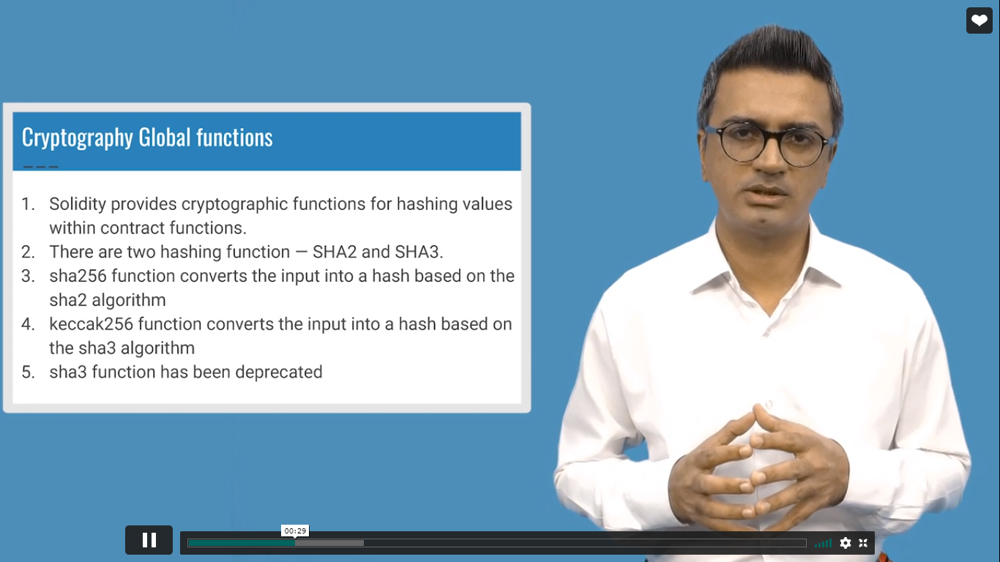 Cryptography Global functions
1. Solidity provides cryptographic functions for hashing values
within contract functions.
2. There are two hashing function — SHA2 and SHA3.
3. sha256 function converts the input into a hash based on the
sha2 algorithm
4. keccak256 function converts the input into a hash based on
the sha3 algorithm
5. sha3 function has been deprecated
00:29